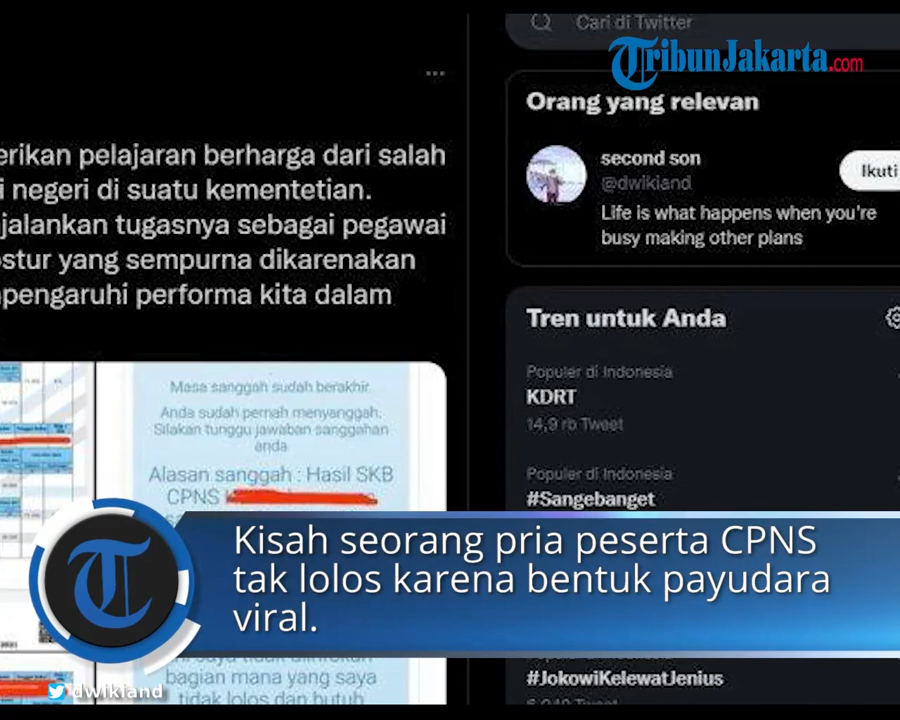 Cari di Twitter
TribunJakarta.com
Orang yang relevan
second son
@dwikland
Ikuti
Life is what happens when you're
busy making other plans
erikan pelajaran berharga dari salah
i negeri di suatu kementetian.
jalankan tugasnya sebagai pegawai
ostur yang sempurna dikarenakan
pengaruhi performa kita dalam
Tren untuk Anda
Populer di Indonesia
KDRT
14,9 rb Tweet
Populer di Indonesia
#Sangebanget
Masa sanggah sudah berakhir.
Anda sudah pernah menyanggah.
Silakan tunggu jawaban sanggahan
anda
Alasan sanggah : Hasil SKB
CPNS
Kisah seorang pria peserta CPNS
tak lolos karena bentuk payudara
viral.
bagian mana yang saya
tidak lolos dan butuh
dwikland
#JokowiKelewatJenius